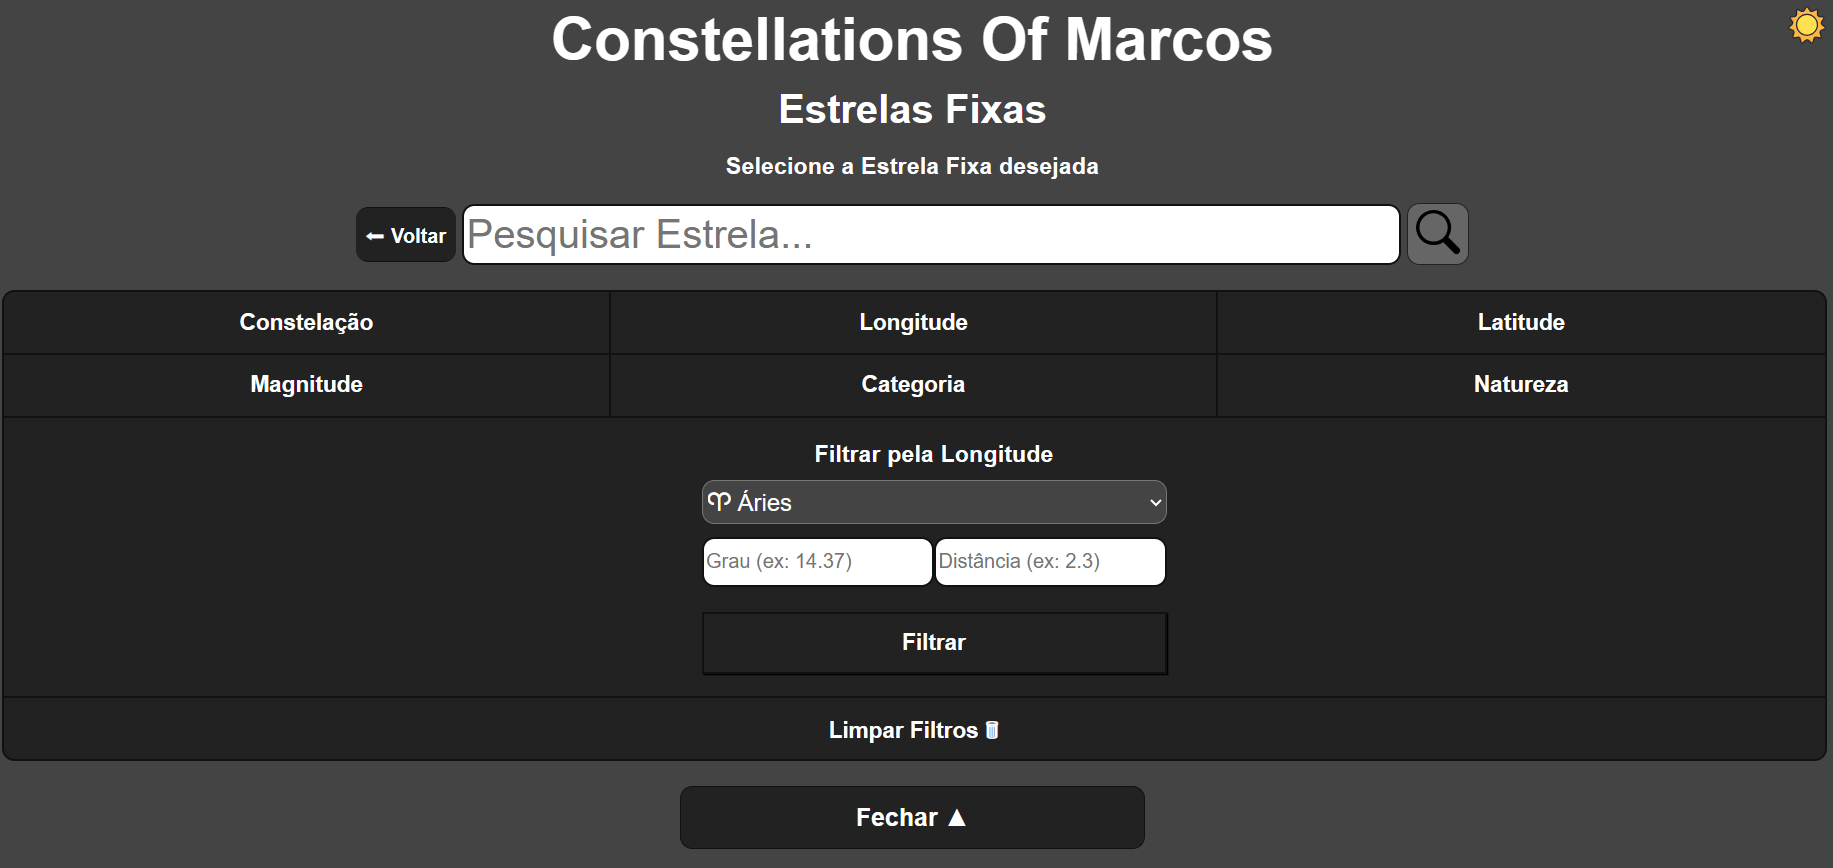 Constellations Of Marcos
Estrelas Fixas
Selecione a Estrela Fixa desejada
⬅ Voltar
Pesquisar Estrela...
Constelação
Longitude
Latitude
Magnitude
Categoria
Natureza
Filtrar pela Longitude
♈ Áries
Grau (ex: 14.37)
Distância (ex: 2.3)
Filtrar
Limpar Filtros 🗑
Fechar ▲